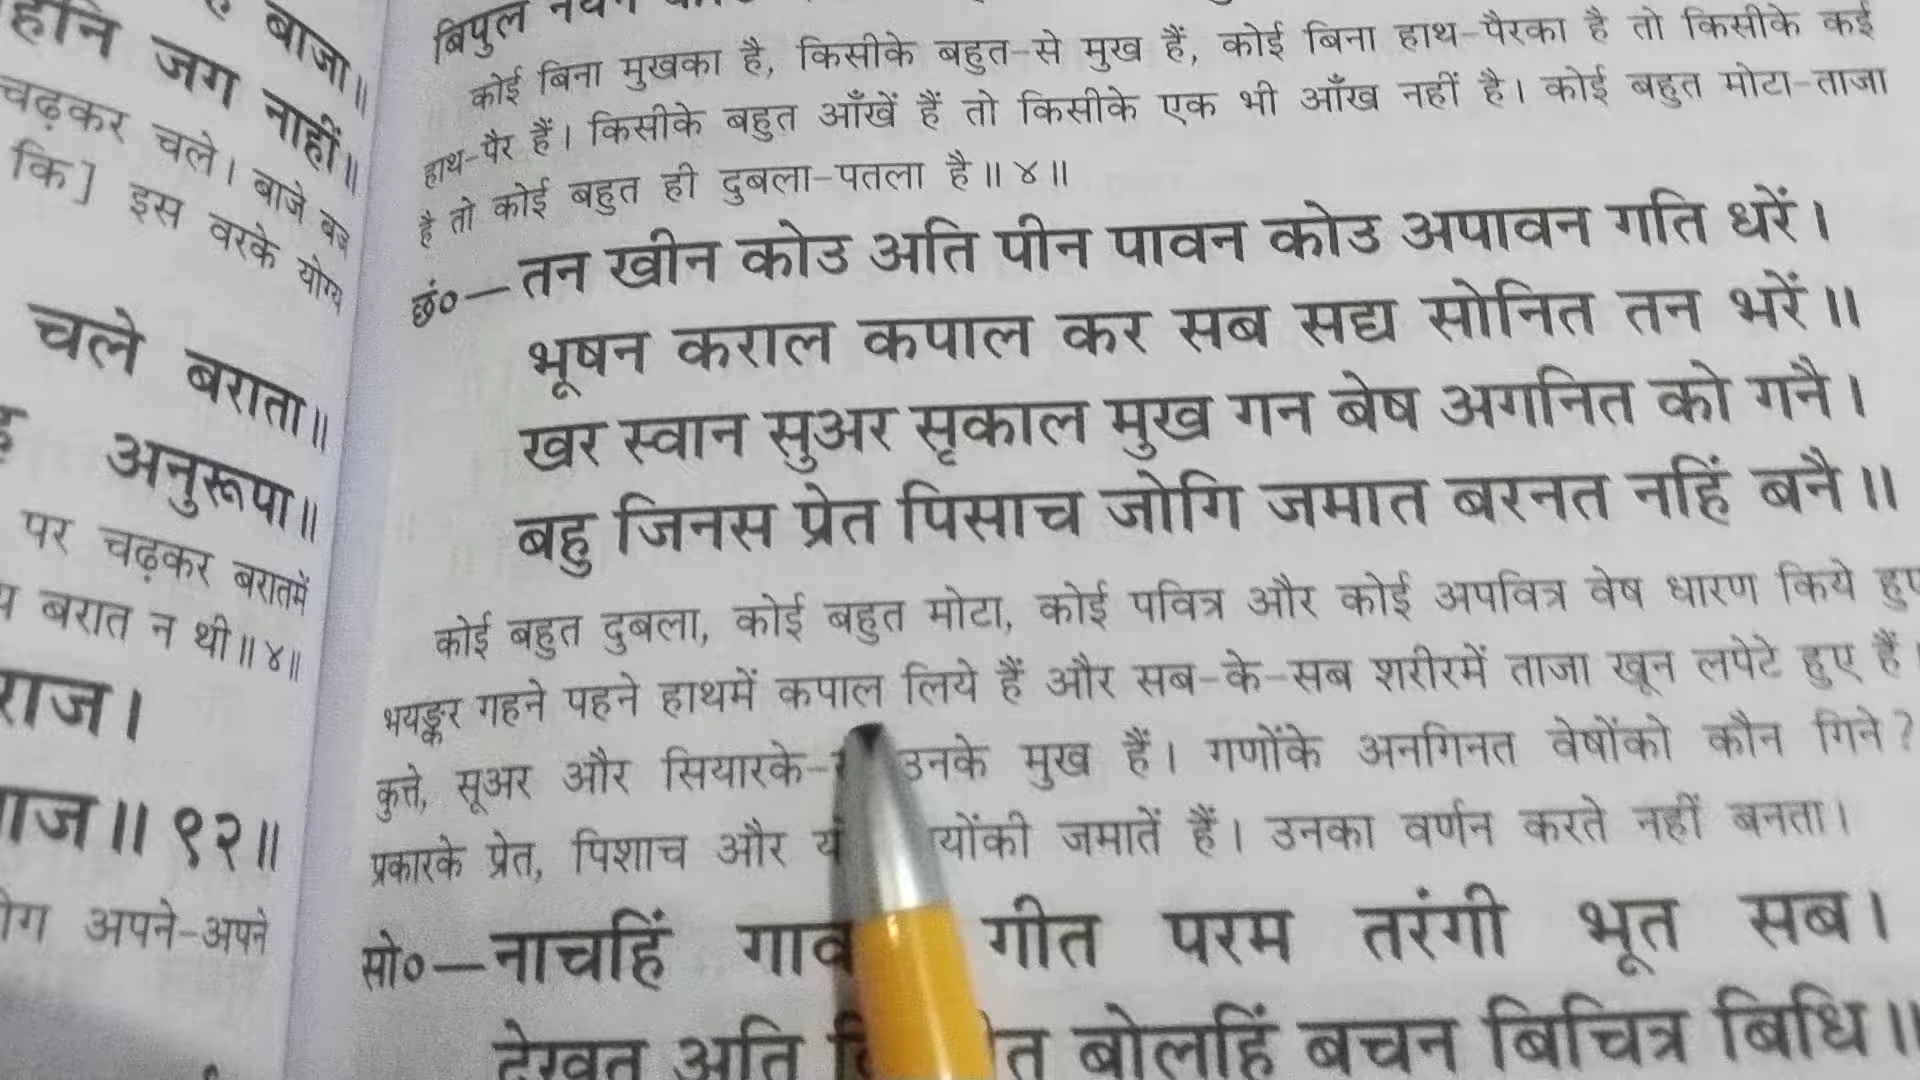 बाजा॥
जग नाहीं॥
चढ़कर चले। बाजे बज
कि] इस वरके योग्य
चले बराता॥
अनुरूपा॥
पर चढ़कर बरातमें
बरात न थी॥४॥
राज।
॥९२॥
अपने-अपने
बिपुल
कोई बिना मुखका है, किसीके बहुत-से मुख हैं, कोई बिना हाथ-पैरका है तो किसीके कई
हाथ-पैर हैं। किसीके बहुत आँखें हैं तो किसीके एक भी आँख नहीं है। कोई बहुत मोटा-ताजा
है तो कोई बहुत ही दुबला-पतला है॥४॥
छं०—तन खीन कोउ अति पीन पावन कोउ अपावन गति धरें।
भूषन कराल कपाल कर सब सद्य सोनित तन भरें॥
खर स्वान सुअर सृकाल मुख गन बेष अगनित को गनै।
बहु जिनस प्रेत पिसाच जोगि जमात बरनत नहिं बनै॥
कोई बहुत दुबला, कोई बहुत मोटा, कोई पवित्र और कोई अपवित्र वेष धारण किये हुए
भयङ्कर गहने पहने हाथमें कपाल लिये हैं और सब-के-सब शरीरमें ताजा खून लपेटे हुए हैं।
कुत्ते, सूअर और सियारके- उनके मुख हैं। गणोंके अनगिनत वेषोंको कौन गिने?
प्रकारके प्रेत, पिशाच और योंकी जमातें हैं। उनका वर्णन करते नहीं बनता।
सो०—नाचहिं गाव गीत परम तरंगी भूत सब।
देखत अति बोलहिं बचन बिचित्र बिधि॥